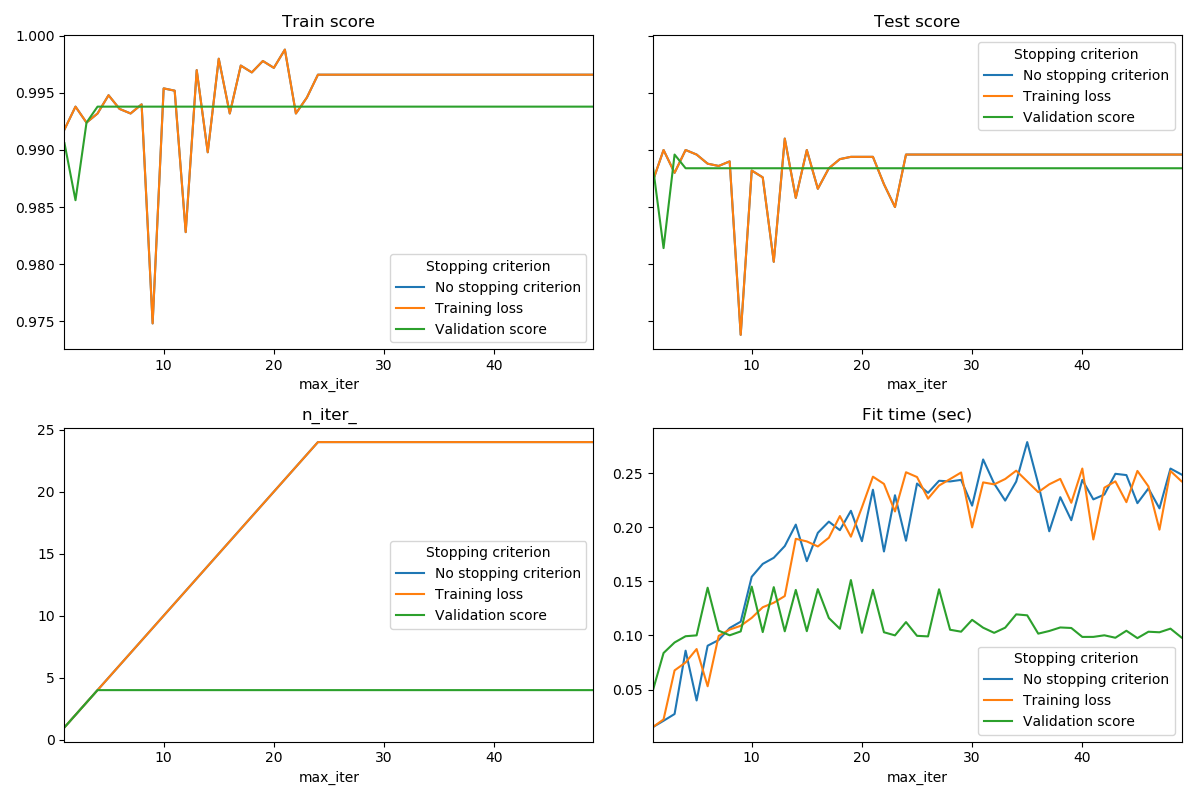 Train score
1.000
0.995
0.990
0.985
0.980
0.975
Stopping criterion
No stopping criterion
Training loss
Validation score
10 20 30 40
max_iter
Test score
Stopping criterion
No stopping criterion
Training loss
Validation score
10 20 30 40
max_iter
n_iter_
25
20
15
10
5
0
Stopping criterion
No stopping criterion
Training loss
Validation score
10 20 30 40
max_iter
Fit time (sec)
0.25
0.20
0.15
0.10
0.05
Stopping criterion
No stopping criterion
Training loss
Validation score
10 20 30 40
max_iter